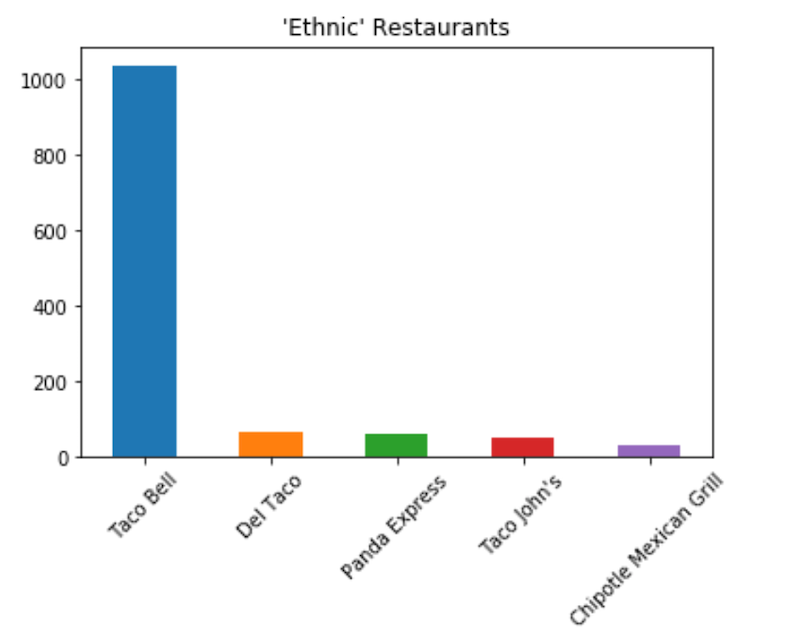 'Ethnic' Restaurants
1000
800
600
400
200
0
Taco Bell
Del Taco
Panda Express
Taco John's
Chipotle Mexican Grill